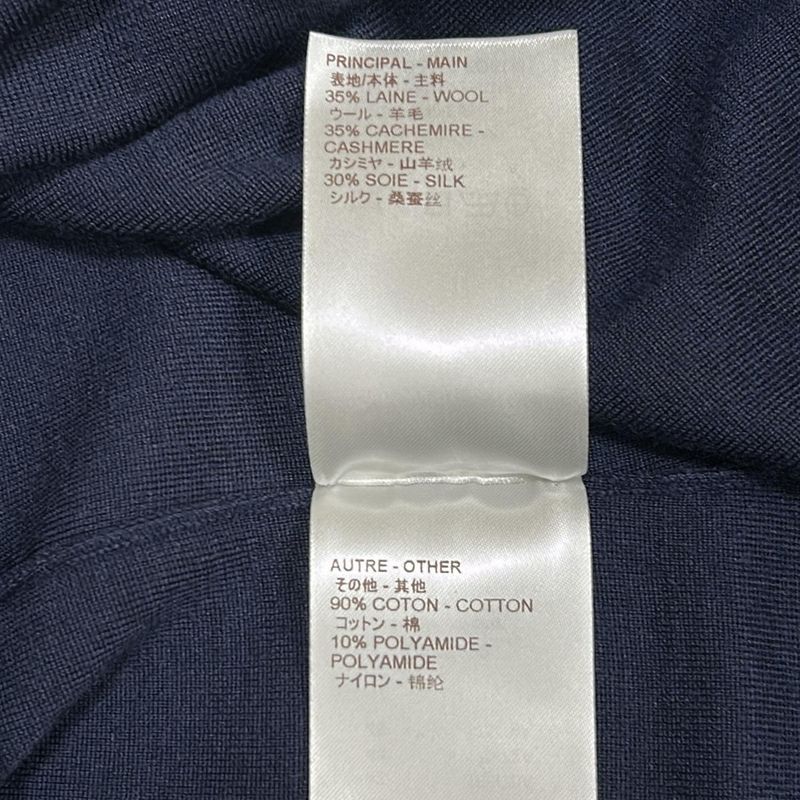 PRINCIPAL - MAIN
表地/本体 - 主料
35% LAINE - WOOL
ウール - 羊毛
35% CACHEMIRE -
CASHMERE
カシミヤ - 山羊绒
30% SOIE - SILK
シルク - 桑蚕丝
AUTRE - OTHER
その他 - 其他
90% COTON - COTTON
コットン - 棉
10% POLYAMIDE -
POLYAMIDE
ナイロン - 锦纶